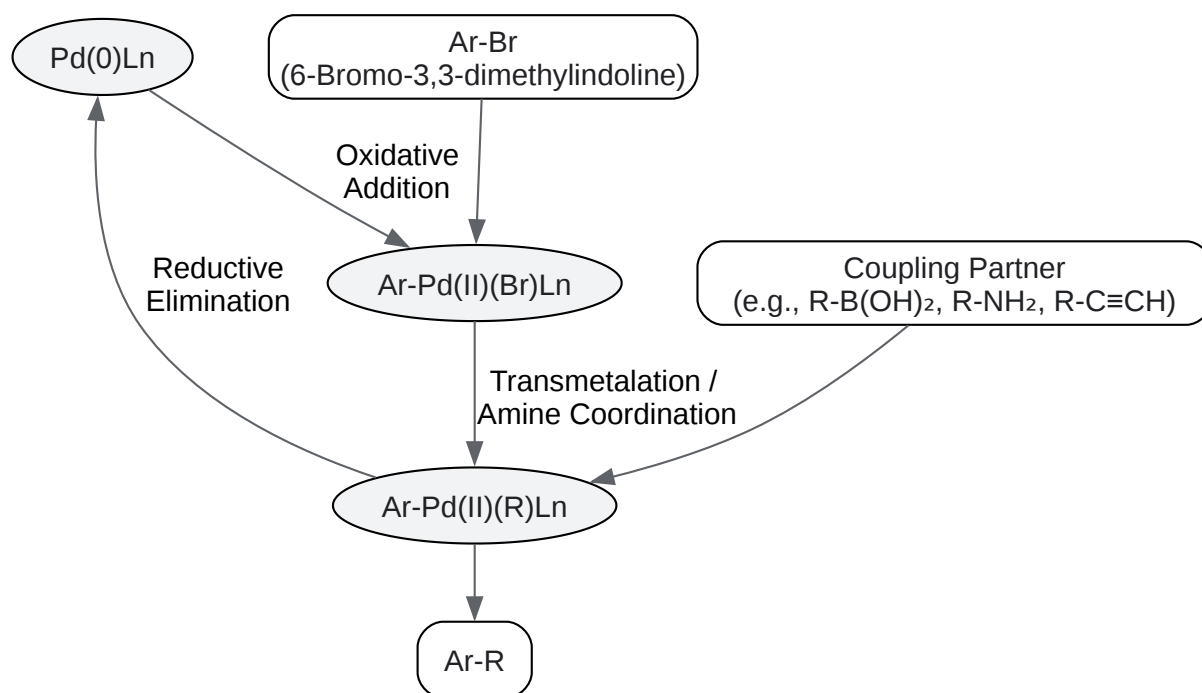 Pd(0)Ln
Ar-Br
(6-Bromo-3,3-dimethylindoline)
Oxidative
Addition
Reductive
Elimination
Ar-Pd(II)(Br)Ln
Coupling Partner
(e.g., R-B(OH)₂, R-NH₂, R-C≡CH)
Transmetalation /
Amine Coordination
Ar-Pd(II)(R)Ln
Ar-R